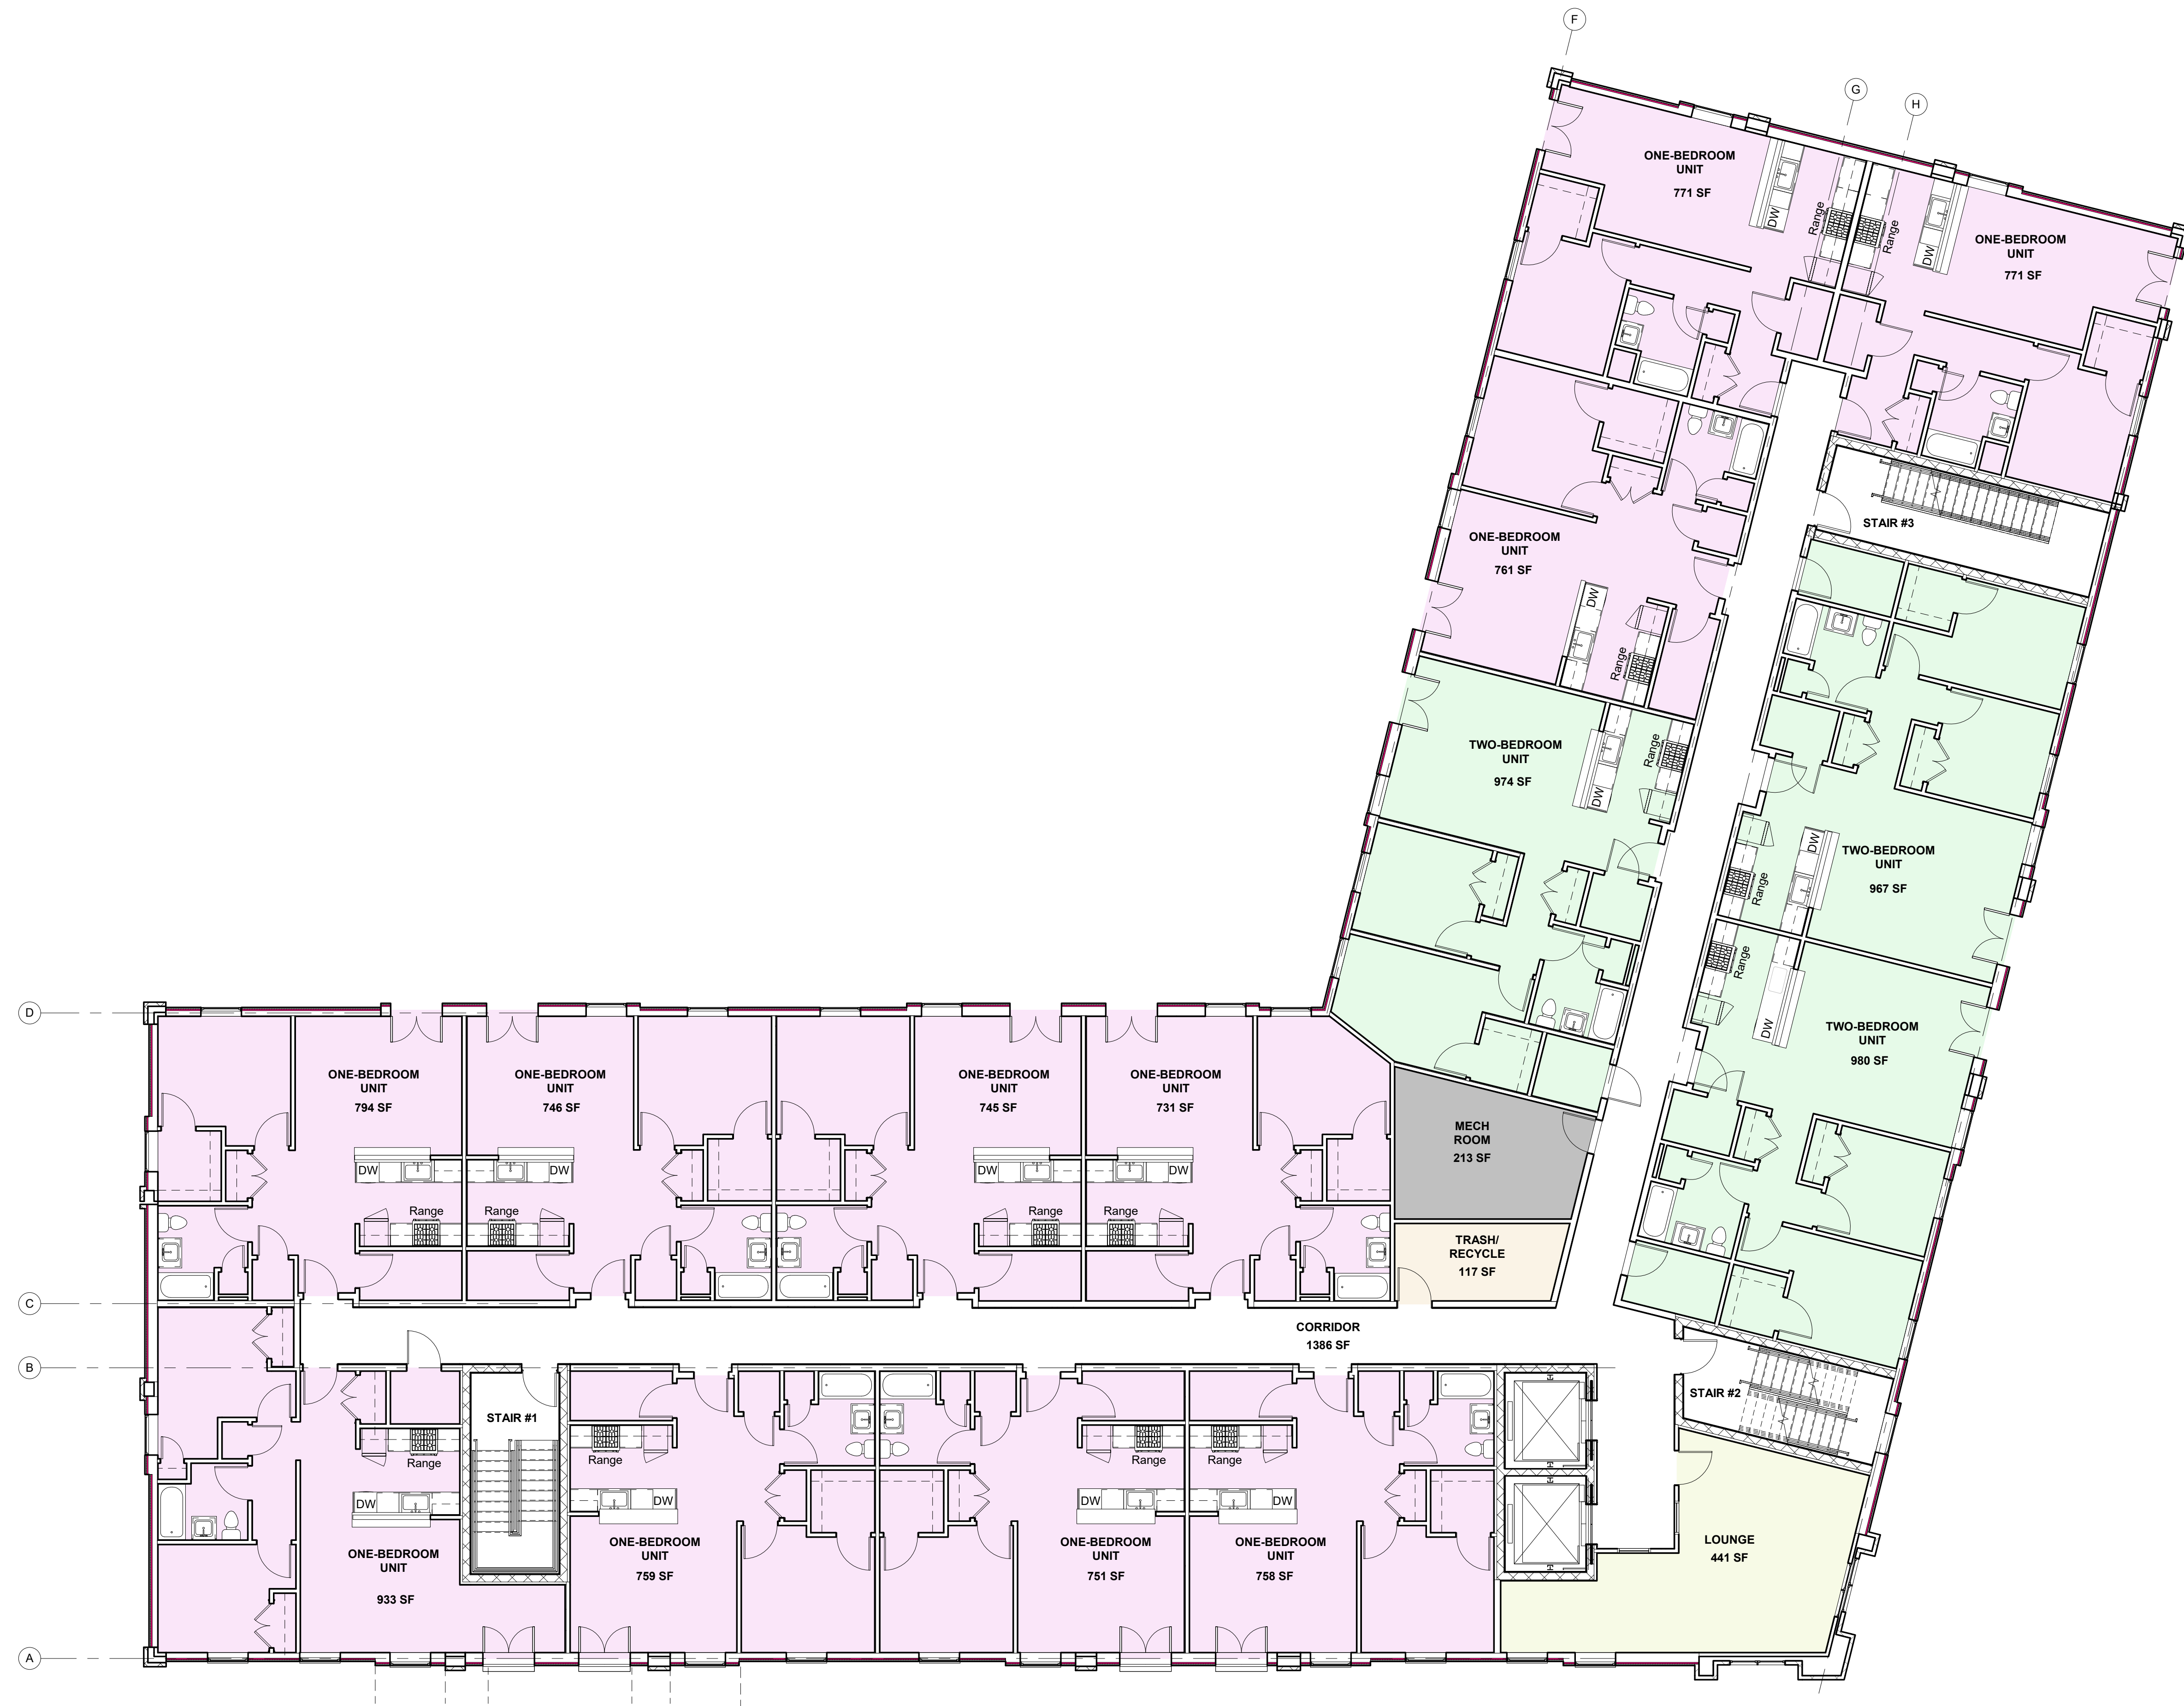 F
G
H
ONE-BEDROOM
UNIT
771 SF
DW
Range
Range
DW
ONE-BEDROOM
UNIT
771 SF
STAIR #3
ONE-BEDROOM
UNIT
761 SF
DW
Range
TWO-BEDROOM
UNIT
974 SF
DW
Range
TWO-BEDROOM
UNIT
967 SF
DW
Range
Range
DW
TWO-BEDROOM
UNIT
980 SF
D
ONE-BEDROOM
UNIT
794 SF
ONE-BEDROOM
UNIT
746 SF
ONE-BEDROOM
UNIT
745 SF
ONE-BEDROOM
UNIT
731 SF
DW
DW
DW
DW
Range
Range
Range
Range
MECH
ROOM
213 SF
TRASH/
RECYCLE
117 SF
C
CORRIDOR
1386 SF
B
STAIR #1
STAIR #2
Range
Range
Range
Range
DW
DW
DW
DW
ONE-BEDROOM
UNIT
933 SF
ONE-BEDROOM
UNIT
759 SF
ONE-BEDROOM
UNIT
751 SF
ONE-BEDROOM
UNIT
758 SF
LOUNGE
441 SF
A